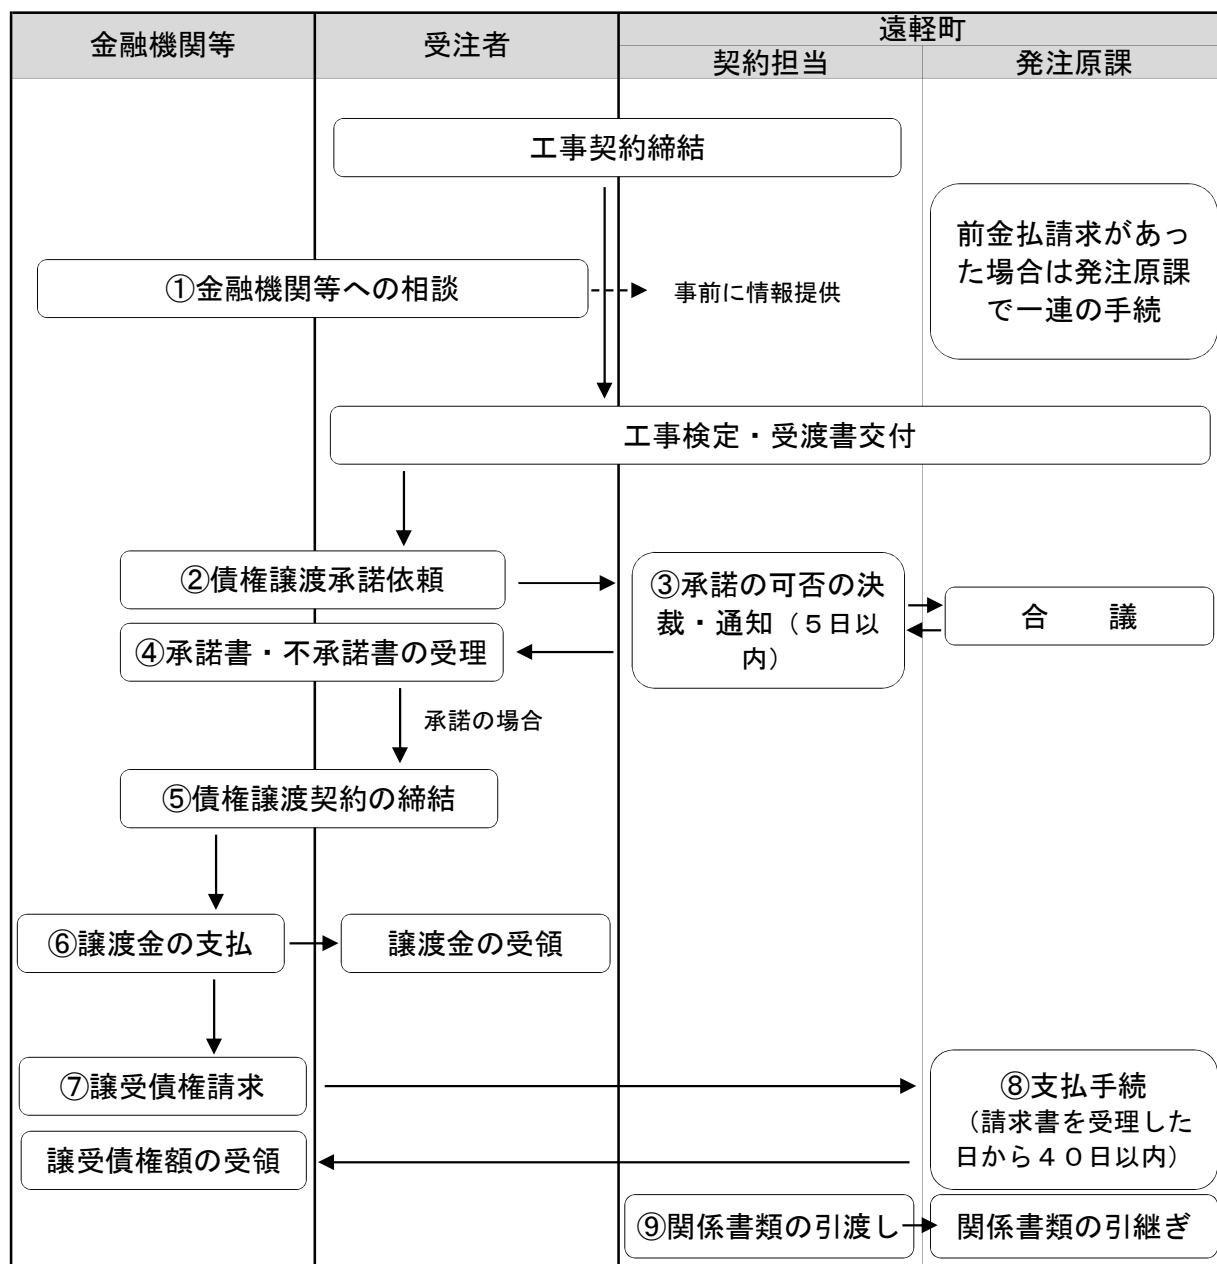 金融機関等
受注者
遠軽町
契約担当
発注原課
工事契約締結
前金払請求があっ
た場合は発注原課
で一連の手続
①金融機関等への相談
事前に情報提供
工事検定・受渡書交付
②債権譲渡承諾依頼
③承諾の可否の決
裁・通知（５日以
内）
合　　議
④承諾書・不承諾書の受理
承諾の場合
⑤債権譲渡契約の締結
⑥譲渡金の支払
譲渡金の受領
⑦譲受債権請求
⑧支払手続
（請求書を受理した
日から４０日以内）
譲受債権額の受領
⑨関係書類の引渡し
関係書類の引継ぎ